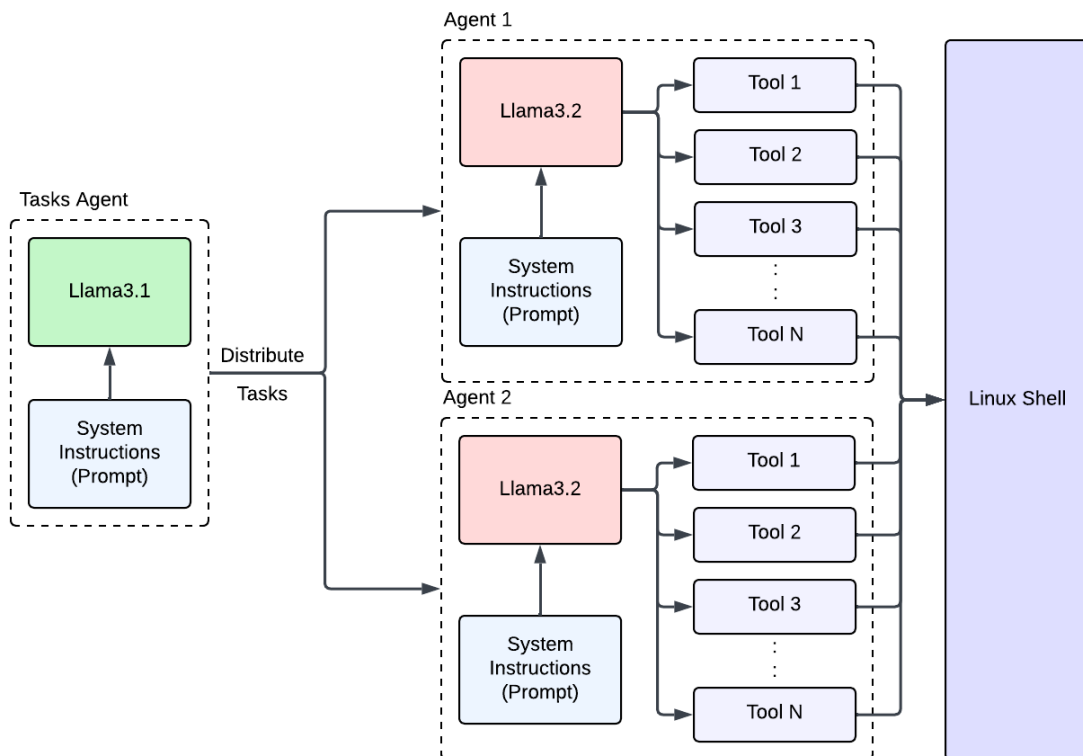 Agent 1
Llama3.2
Tool 1
Tool 2
Tool 3
Tool N
System
Instructions
(Prompt)
Tasks Agent
Llama3.1
System
Instructions
(Prompt)
Distribute
Tasks
Agent 2
Llama3.2
Tool 1
Tool 2
Tool 3
Tool N
System
Instructions
(Prompt)
Linux Shell